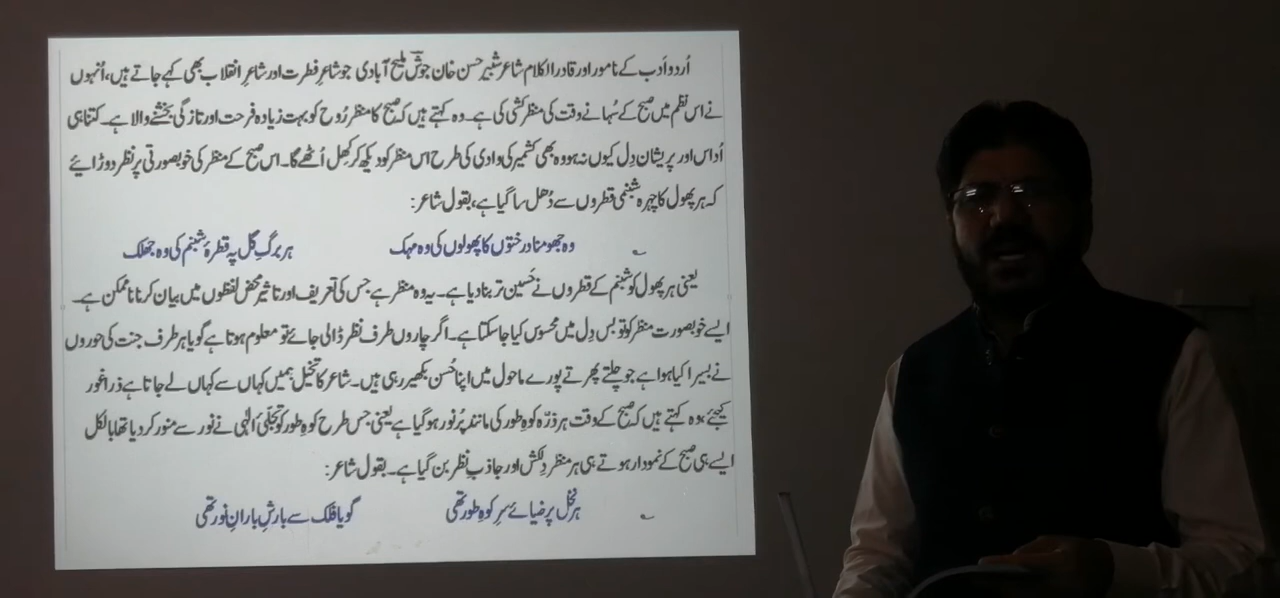 اُردو اَدب کے نامور اور قادر الکلام شاعر شبیر حسن خان جوشؔ ملیح آبادی جو شاعرِ فطرت اور شاعرِ انقلاب بھی کہے جاتے ہیں، اُنہوں
نے اس نظم میں صبح کے سُہانے وقت کی منظر کشی کی ہے۔ وہ کہتے ہیں کہ صبح کا منظر رُوح کو بہت زیادہ فرحت اور تازگی بخشنے والا ہے۔ کتنا ہی
اُداس اور پریشان دِل کیوں نہ ہو وہ بھی کشمیر کی وادی کی طرح اس منظر کو دیکھ کر کِھل اُٹھے گا۔ اس صبح کے منظر کی خوبصورتی پر نظر دوڑائیے
کہ ہر پھول کا چہرہ شبنمی قطروں سے دُھل سا گیا ہے، بقول شاعر:
؎ وہ جھومنا درختوں کا پھولوں کی وہ مہک ہر برگِ گل پہ قطرۂ شبنم کی وہ جھلک
یعنی ہر پھول کو شبنم کے قطروں نے حَسین تر بنا دیا ہے۔ یہ وہ منظر ہے جس کی تعریف اور تاثیر محض لفظوں میں بیان کرنا ناممکن ہے۔
ایسے خوبصورت منظر کو تو بس دِل میں محسوس کیا جا سکتا ہے۔ اگر چاروں طرف نظر ڈالی جائے تو معلوم ہوتا ہے گویا ہر طرف جنت کی حوروں
نے بسیرا کیا ہوا ہے جو چلتے پھرتے پورے ماحول میں اپنا حُسن بکھیر رہی ہیں۔ شاعر کا تخیل ہمیں کہاں سے کہاں لے جاتا ہے ذرا غور
کیجئے، وہ کہتے ہیں کہ صبح کے وقت ہر ذرّہ کوہِ طور کی مانند پُر نور ہو گیا ہے یعنی جس طرح کوہِ طور کو تجلّیٔ الٰہی نے نور سے منور کر دیا تھا بالکل
ایسے ہی صبح کے نمودار ہوتے ہی ہر منظر دِلکش اور جاذبِ نظر بن گیا ہے۔ بقول شاعر:
؎ ہر نخل پر ضیائے سرِ کوہِ طور تھی گویا فلک سے بارشِ بارانِ نور تھی